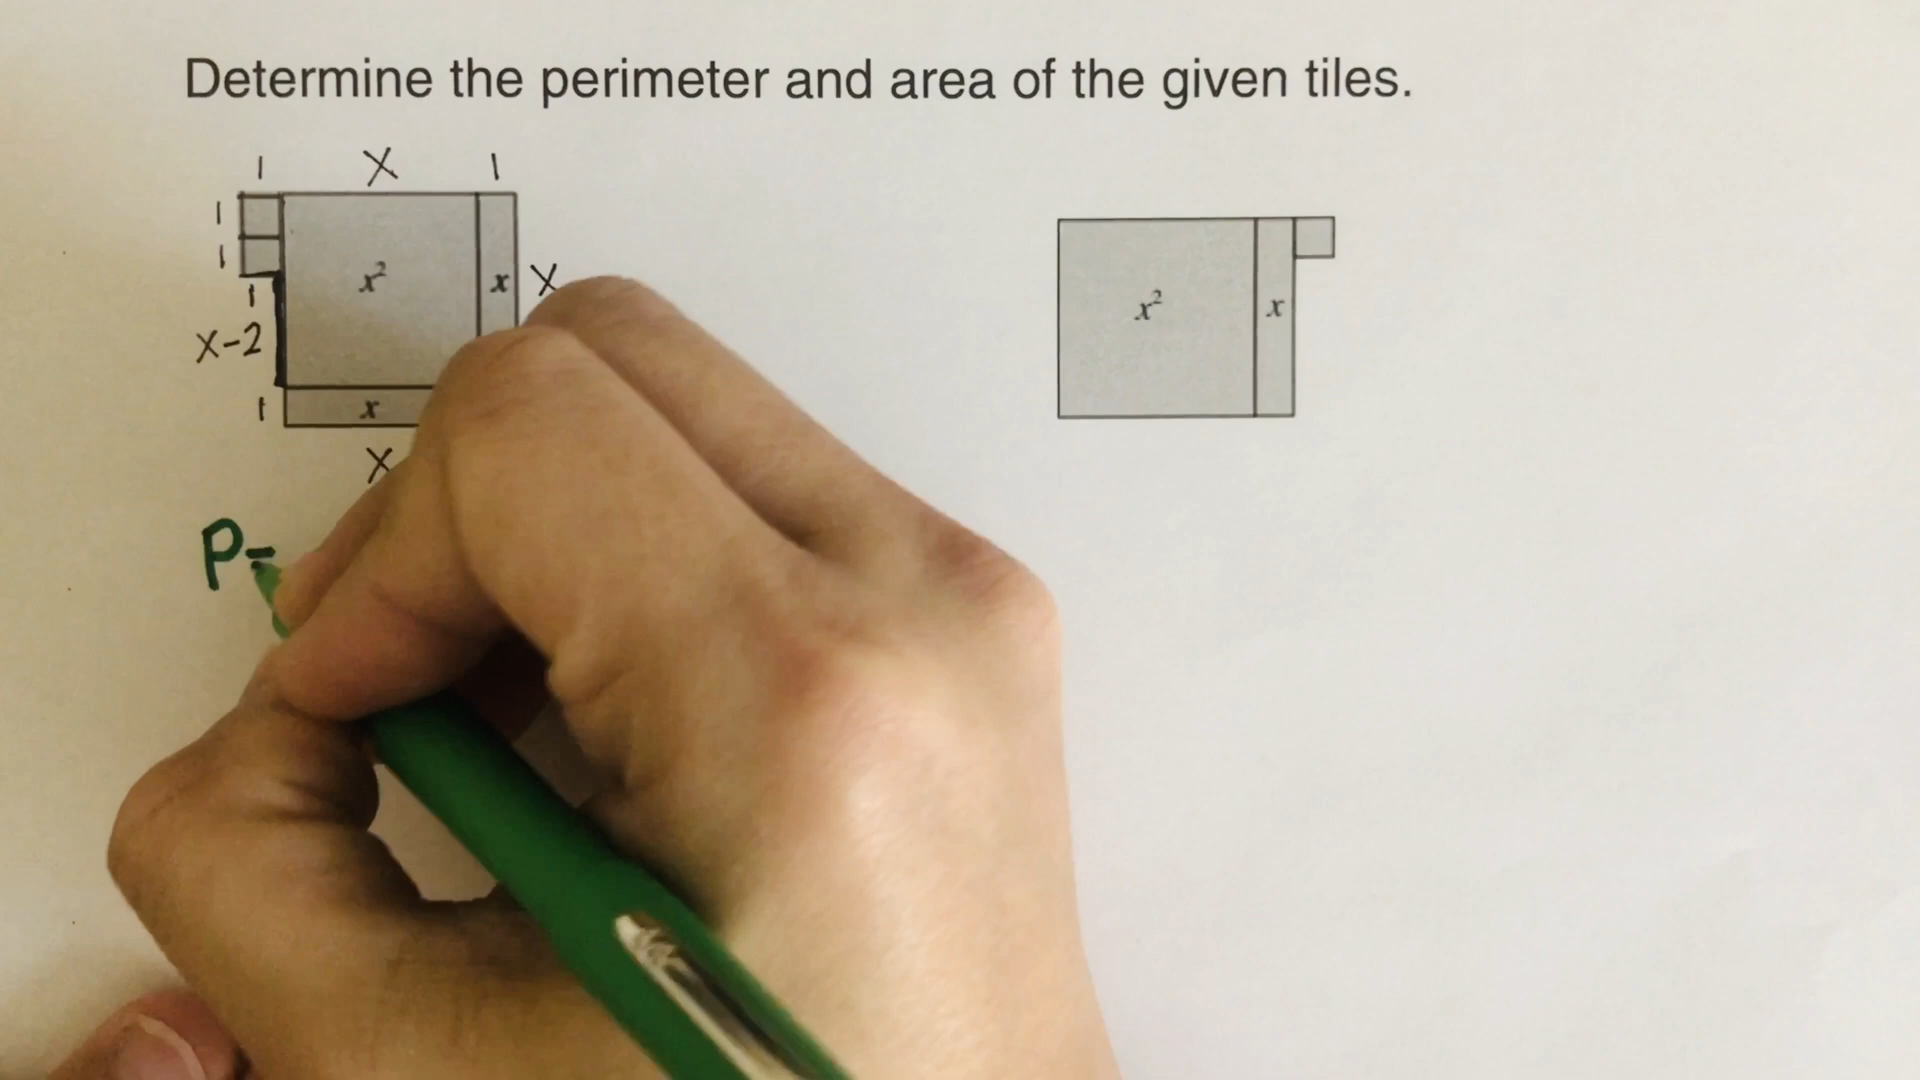 Determine the perimeter and area of the given tiles.
1 X 1
1
1
x² x X
1
X-2
1 x
X
P=
x² x